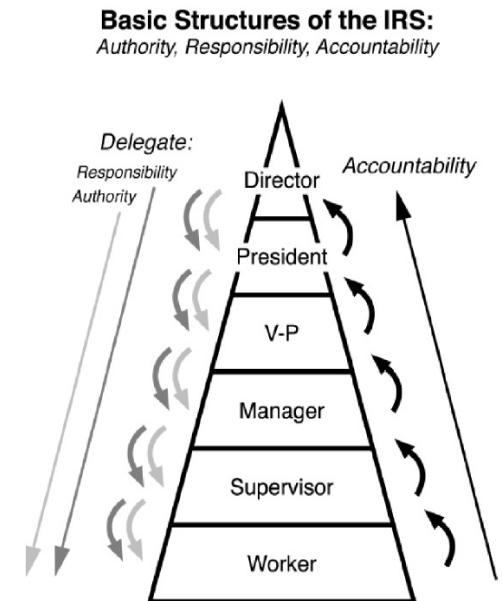 Basic Structures of the IRS:
Authority, Responsibility, Accountability
Delegate:
Responsibility
Authority
Accountability
Director
President
V-P
Manager
Supervisor
Worker